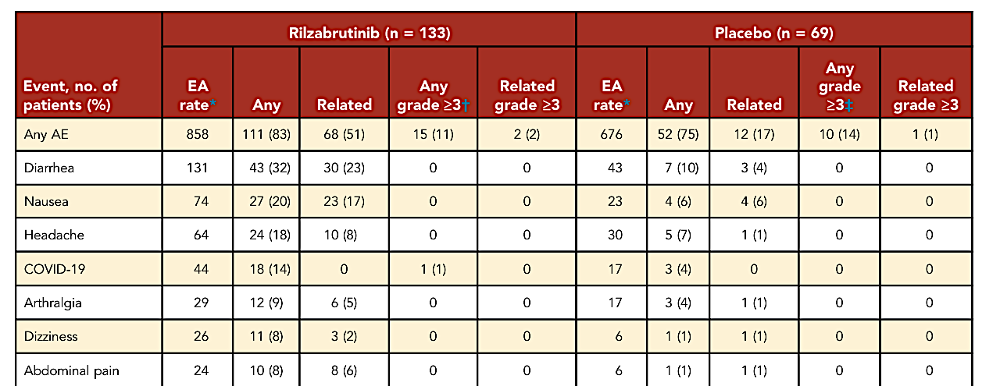 Rilzabrutinib (n = 133) Placebo (n = 69)
Event, no. of patients (%) EA rate* Any Related Any grade ≥3† Related grade ≥3 EA rate* Any Related Any grade ≥3‡ Related grade ≥3
Any AE 858 111 (83) 68 (51) 15 (11) 2 (2) 676 52 (75) 12 (17) 10 (14) 1 (1)
Diarrhea 131 43 (32) 30 (23) 0 0 43 7 (10) 3 (4) 0 0
Nausea 74 27 (20) 23 (17) 0 0 23 4 (6) 4 (6) 0 0
Headache 64 24 (18) 10 (8) 0 0 30 5 (7) 1 (1) 0 0
COVID-19 44 18 (14) 0 1 (1) 0 17 3 (4) 0 0 0
Arthralgia 29 12 (9) 6 (5) 0 0 17 3 (4) 1 (1) 0 0
Dizziness 26 11 (8) 3 (2) 0 0 6 1 (1) 1 (1) 0 0
Abdominal pain 24 10 (8) 8 (6) 0 0 6 1 (1) 1 (1) 0 0